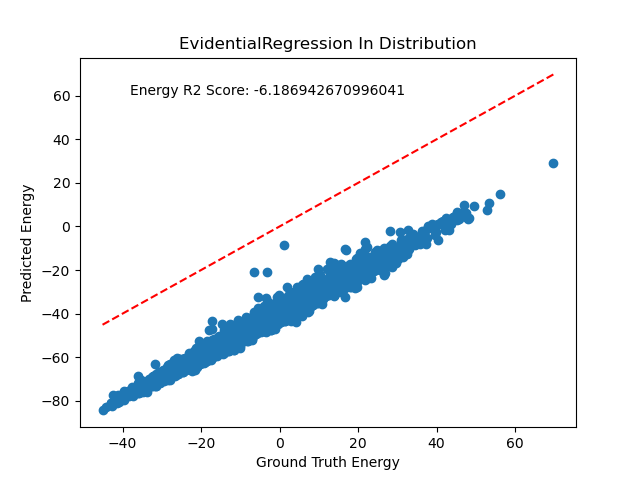 EvidentialRegression In Distribution
Energy R2 Score: -6.186942670996041
60
40
20
0
−20
−40
−60
−80
Predicted Energy
−40 −20 0 20 40 60
Ground Truth Energy